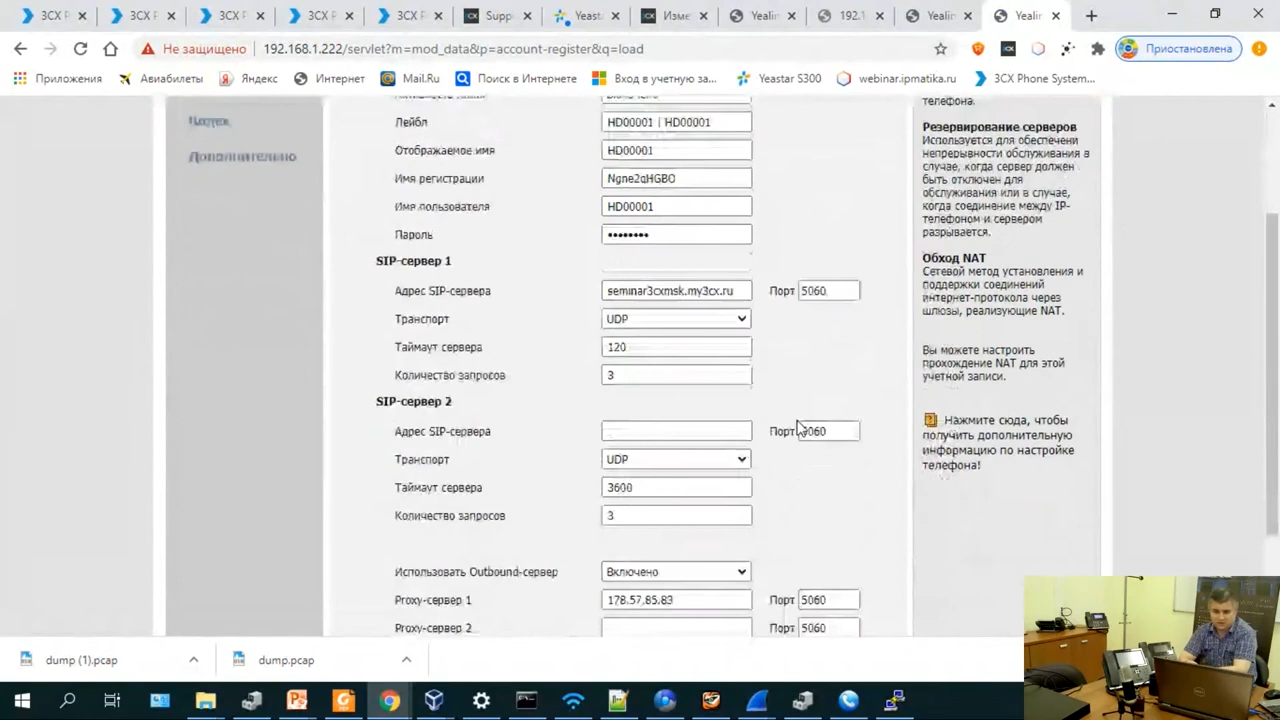 3CX P
3CX P
3CX P
3CX P
3CX P
Suppo
Yeasta
Изме
Yealin
192.1
Yealin
Yealin
Не защищено
192.168.1.222/servlet?m=mod_data&p=account-register&q=load
Приостановлена
Приложения
Авиабилеты
Яндекс
Интернет
Mail.Ru
Поиск в Интернете
Вход в учетную за...
Yeastar S300
webinar.ipmatika.ru
3CX Phone System...
Дополнительно
Лейбл
HD00001 | HD00001
Отображаемое имя
HD00001
Имя регистрации
Ngne2qHGBO
Имя пользователя
HD00001
Пароль
••••••••
SIP-сервер 1
Адрес SIP-сервера
seminar3cxmsk.my3cx.ru
Порт
5060
Транспорт
UDP
Таймаут сервера
120
Количество запросов
3
SIP-сервер 2
Адрес SIP-сервера
Порт
5060
Транспорт
UDP
Таймаут сервера
3600
Количество запросов
3
Использовать Outbound-сервер
Включено
Proxy-сервер 1
178.57.85.83
Порт
5060
Proxy-сервер 2
Порт
5060
телефона.
Резервирование серверов
Используется для обеспечени
непрерывности обслуживания в
случае, когда сервер должен
быть отключен для
обслуживания или в случае,
когда соединение между IP-
телефоном и сервером
разрывается.
Обход NAT
Сетевой метод установления и
поддержки соединений
интернет-протокола через
шлюзы, реализующие NAT.
Вы можете настроить
прохождение NAT для этой
учетной записи.
Нажмите сюда, чтобы
получить дополнительную
информацию по настройке
телефона!
dump (1).pcap
dump.pcap